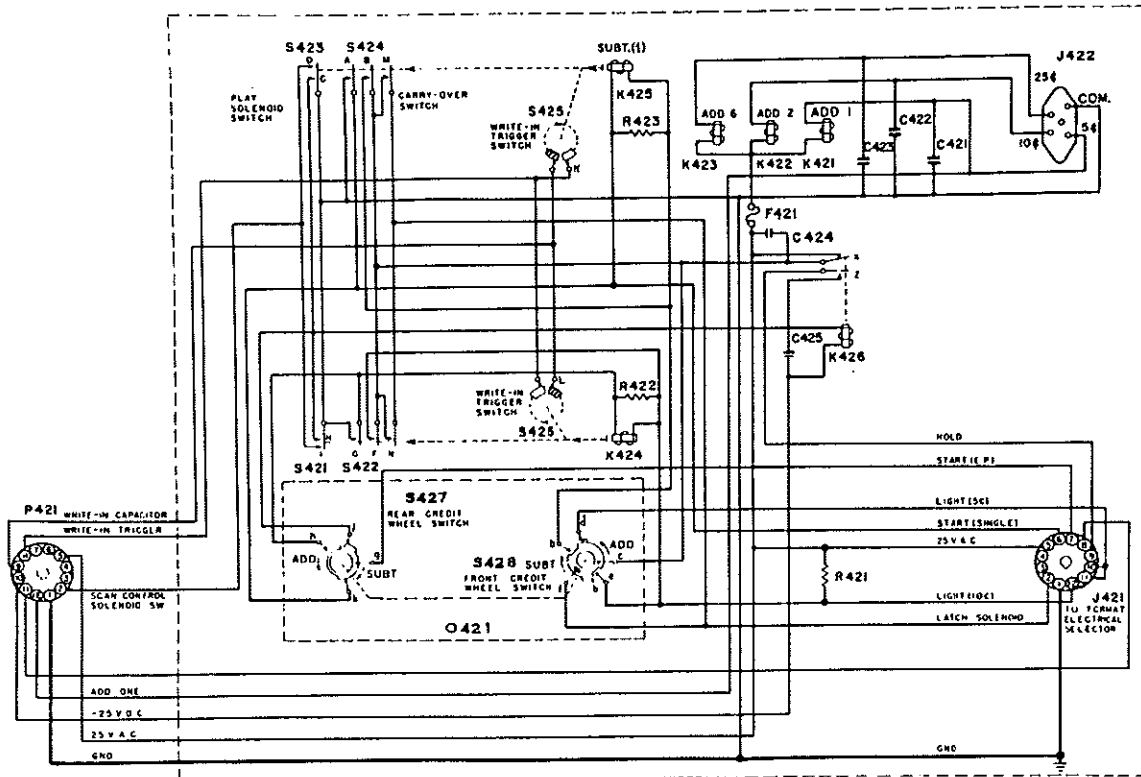 S423
S424
SUBT.(1)
J422
D
C
A
B
M
K425
25¢
COM.
PLAY
SOLENOID
SWITCH
CARRY-OVER
SWITCH
S425
WRITE-IN
TRIGGER
SWITCH
R423
ADD 6
ADD 2
ADD 1
10¢
5¢
K423
K422
K421
C423
C422
C421
K
F421
C424
Z
C425
K426
L
WRITE-IN
TRIGGER
SWITCH
S425
R422
K424
S421
S422
G
F
N
HOLD
START(E.P.)
LIGHT(5C)
START(SINGLE)
25 V A C
P421
WRITE-IN CAPACITOR
WRITE-IN TRIGGER
S427
REAR CREDIT
WHEEL SWITCH
ADD
SUBT
S428
FRONT CREDIT
WHEEL SWITCH
SUBT
ADD
R421
SCAN CONTROL
SOLENOID SW
O421
LIGHT(10C)
LATCH SOLENOID
J421
TO TORMAT
ELECTRICAL
SELECTOR
ADD ONE
-25 V D C
25 V A C
GND
GND